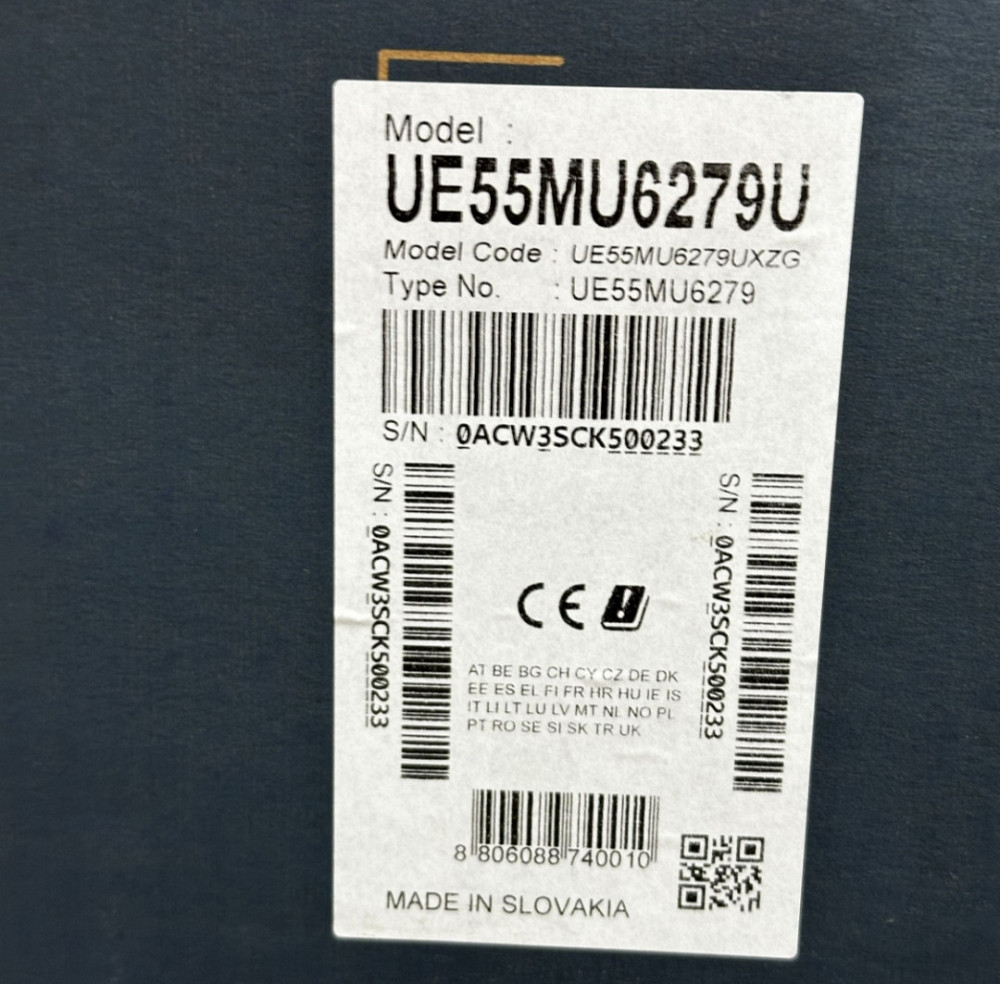 Model :
UE55MU6279U
Model Code : UE55MU6279UXZG
Type No. : UE55MU6279
S/N : 0ACW3SCK500233
S/N : 0ACW3SCK500233
S/N : 0ACW3SCK500233
CE
AT BE BG CH CY CZ DE DK
EE ES EL FI FR HR HU IE IS
IT LI LT LU LV MT NL NO PL
PT RO SE SI SK TR UK
8 806088 740010
MADE IN SLOVAKIA